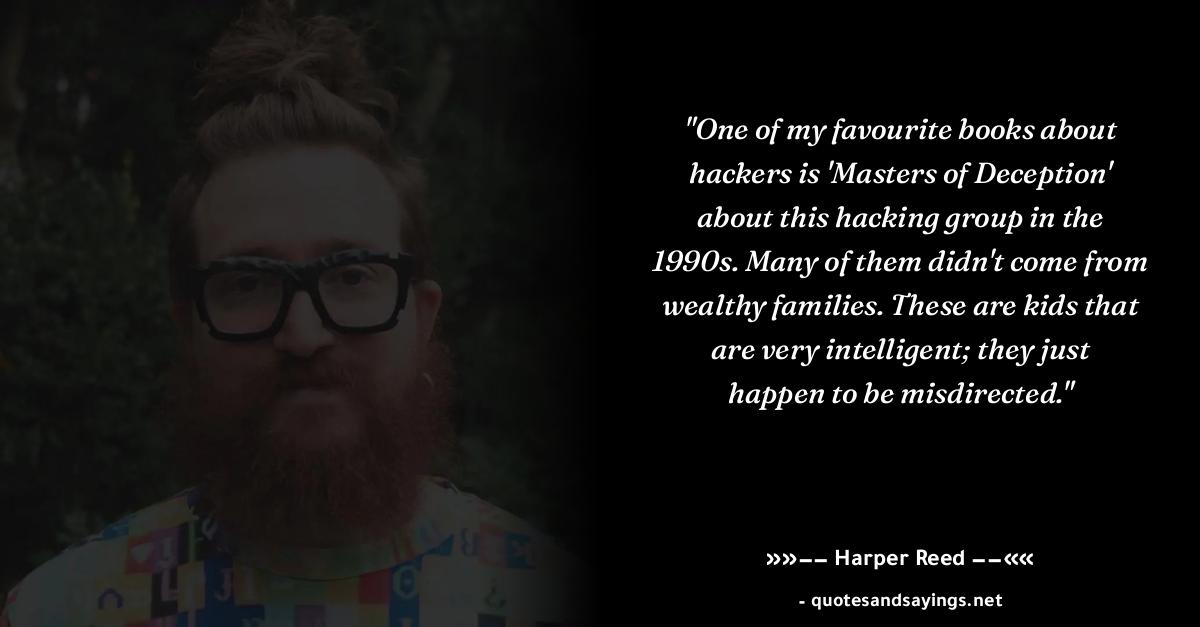 "One of my favourite books about
hackers is 'Masters of Deception'
about this hacking group in the
1990s. Many of them didn't come from
wealthy families. These are kids that
are very intelligent; they just
happen to be misdirected."
»»−− Harper Reed −−««
- quotesandsayings.net